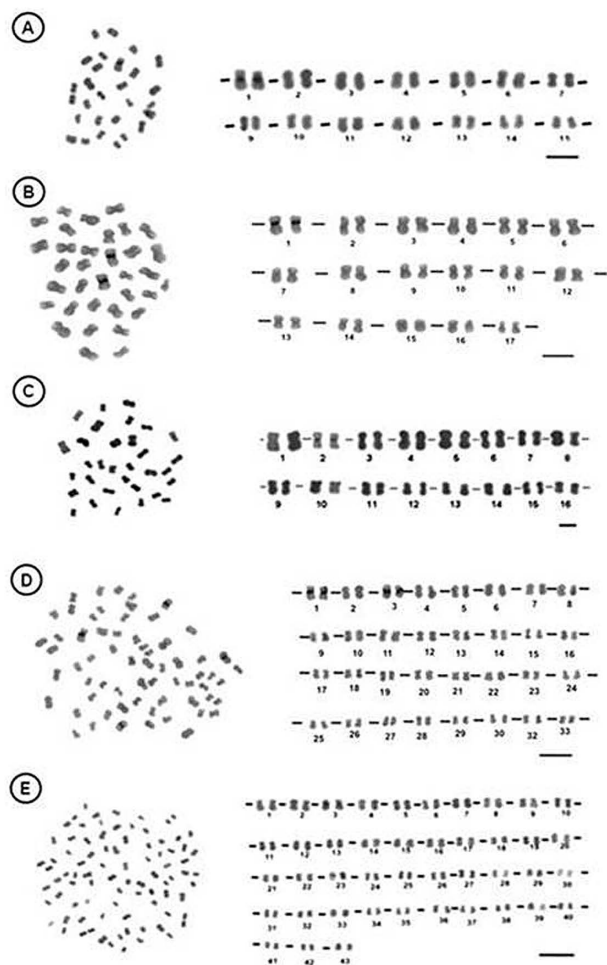 A
1 2 3 4 5 6 7
9 10 11 12 13 14 15
B
1 2 3 4 5 6
7 8 9 10 11 12
13 14 15 16 17
C
1 2 3 4 5 6 7 8
9 10 11 12 13 14 15 16
D
1 2 3 4 5 6 7 8
9 10 11 12 13 14 15 16
17 18 19 20 21 22 23 24
25 26 27 28 29 30 32 33
E
1 2 3 4 5 6 7 8 9 10
11 12 13 14 15 16 17 18 19 20
21 22 23 24 25 26 27 28 29 30
31 32 33 34 35 36 37 38 39 40
41 42 43